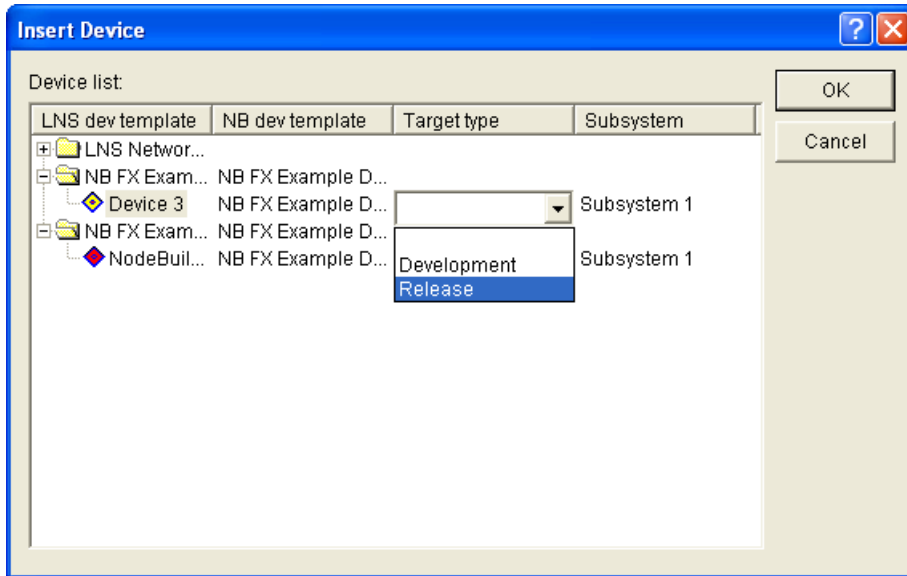 Insert Device
Device list:
OK
Cancel
LNS dev template NB dev template Target type Subsystem
LNS Networ...
NB FX Exam... NB FX Example D...
Device 3 NB FX Example D... Subsystem 1
NB FX Exam... NB FX Example D...
NodeBuil... NB FX Example D... Subsystem 1
Development
Release